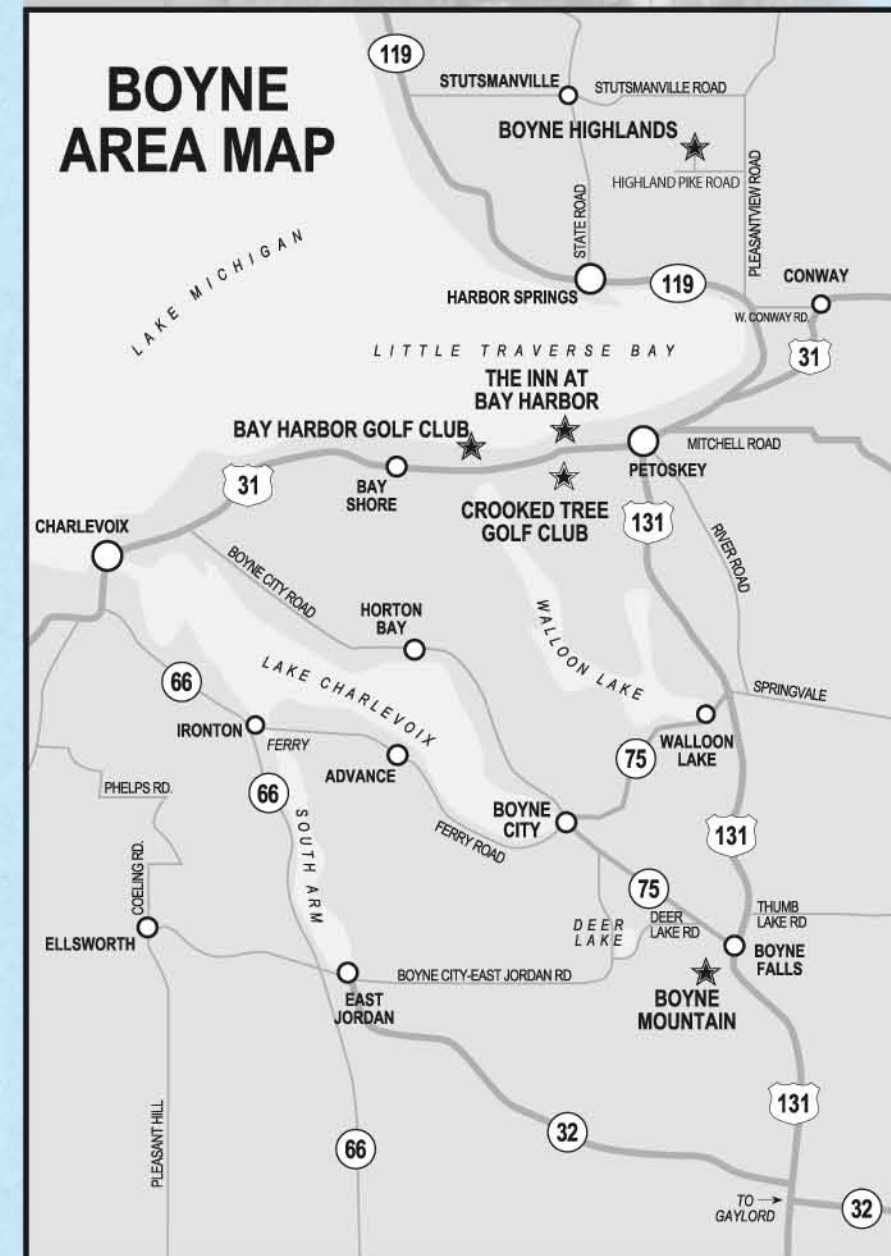 BOYNE
AREA MAP
119
STUTSMANVILLE
STUTSMANVILLE ROAD
BOYNE HIGHLANDS
HIGHLAND PIKE ROAD
STATE ROAD
PLEASANTVIEW ROAD
LAKE MICHIGAN
HARBOR SPRINGS
119
CONWAY
W. CONWAY RD.
31
LITTLE TRAVERSE BAY
THE INN AT
BAY HARBOR
BAY HARBOR GOLF CLUB
MITCHELL ROAD
PETOSKEY
31
BAY
SHORE
CROOKED TREE
GOLF CLUB
131
CHARLEVOIX
RIVER ROAD
BOYNE CITY ROAD
HORTON
BAY
WALLOON LAKE
LAKE CHARLEVOIX
66
SPRINGVALE
IRONTON
FERRY
WALLOON
LAKE
75
ADVANCE
66
PHELPS RD.
SOUTH ARM
BOYNE
CITY
FERRY ROAD
131
COELING RD.
75
THUMB
LAKE RD
DEER
LAKE
DEER
LAKE RD
ELLSWORTH
BOYNE
FALLS
BOYNE CITY-EAST JORDAN RD
EAST
JORDAN
BOYNE
MOUNTAIN
131
PLEASANT HILL
32
66
TO
GAYLORD
32